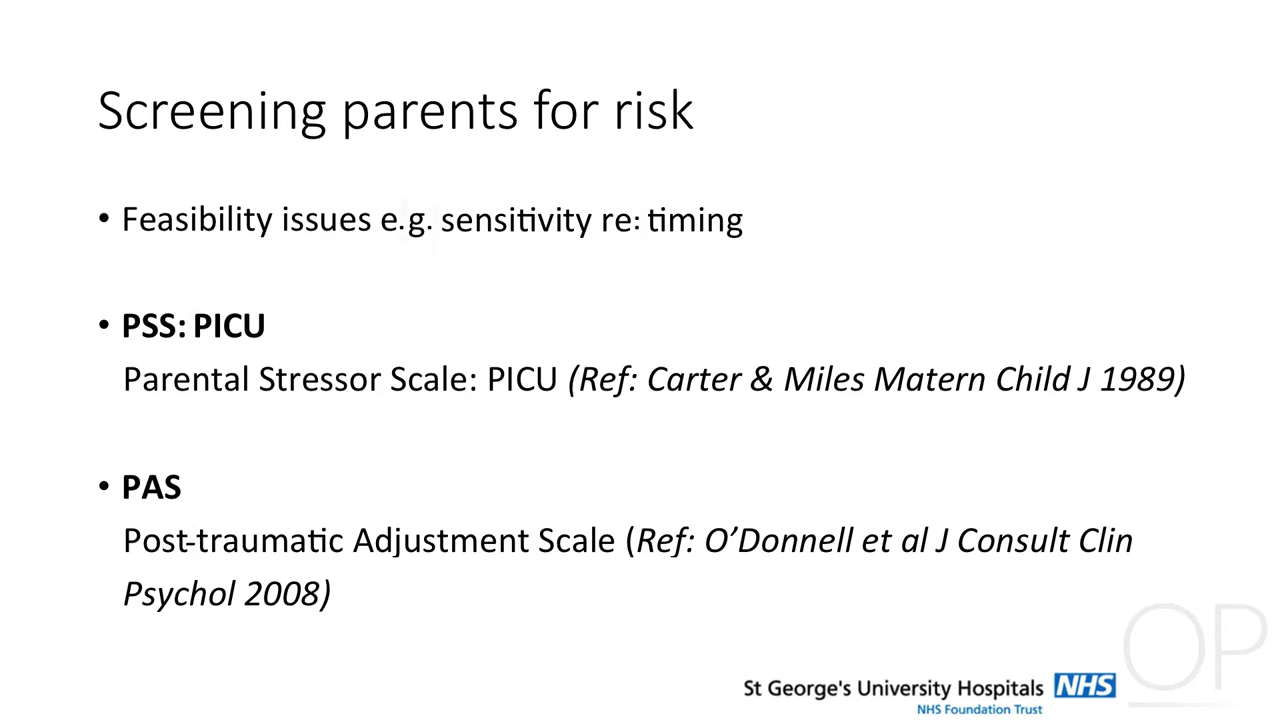 Screening parents for risk
• Feasibility issues e.g. sensitivity re: timing
• PSS: PICU
Parental Stressor Scale: PICU (Ref: Carter & Miles Matern Child J 1989)
• PAS
Post-traumatic Adjustment Scale (Ref: O’Donnell et al J Consult Clin
Psychol 2008)
OP
St George's University Hospitals NHS
NHS Foundation Trust